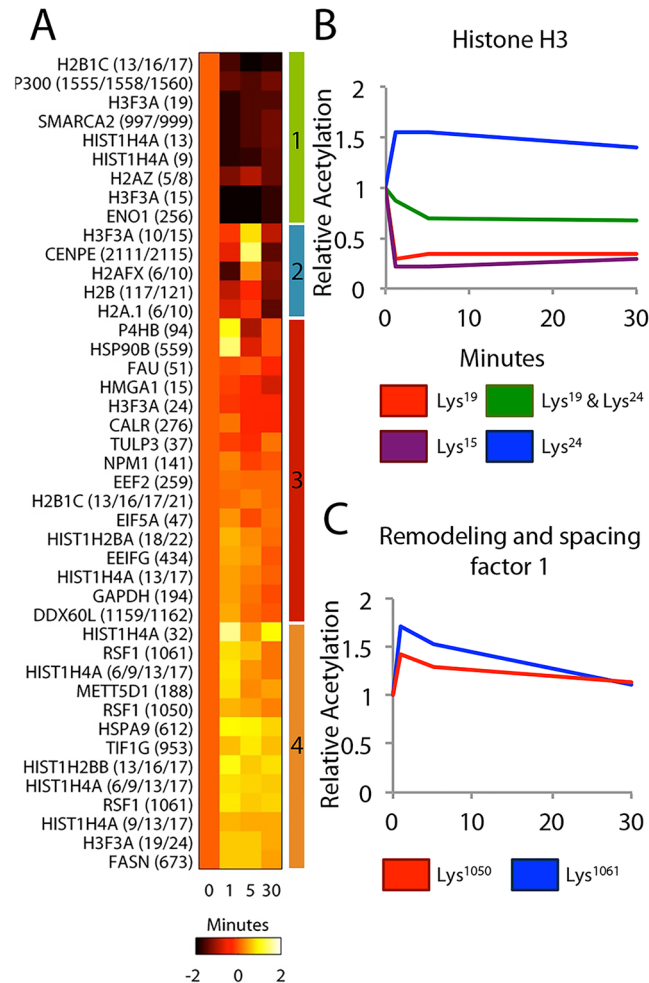 A
H2B1C (13/16/17)
P300 (1555/1558/1560)
H3F3A (19)
SMARCA2 (997/999)
HIST1H4A (13)
HIST1H4A (9)
H2AZ (5/8)
H3F3A (15)
ENO1 (256)
H3F3A (10/15)
CENPE (2111/2115)
H2AFX (6/10)
H2B (117/121)
H2A.1 (6/10)
P4HB (94)
HSP90B (559)
FAU (51)
HMGA1 (15)
H3F3A (24)
CALR (276)
TULP3 (37)
NPM1 (141)
EEF2 (259)
H2B1C (13/16/17/21)
EIF5A (47)
HIST1H2BA (18/22)
EEIFG (434)
HIST1H4A (13/17)
GAPDH (194)
DDX60L (1159/1162)
HIST1H4A (32)
RSF1 (1061)
HIST1H4A (6/9/13/17)
METT5D1 (188)
RSF1 (1050)
HSPA9 (612)
TIF1G (953)
HIST1H2BB (13/16/17)
HIST1H4A (6/9/13/17)
RSF1 (1061)
HIST1H4A (9/13/17)
H3F3A (19/24)
FASN (673)
1
2
3
4
0 1 5 30
Minutes
-2 0 2
B
Histone H3
Relative Acetylation
2
1.5
1
0.5
0
0 10 20 30
Minutes
Lys19 Lys19 & Lys24
Lys15 Lys24
C
Remodeling and spacing
factor 1
Relative Acetylation
2
1.5
1
0.5
0
0 10 20 30
Lys1050 Lys1061